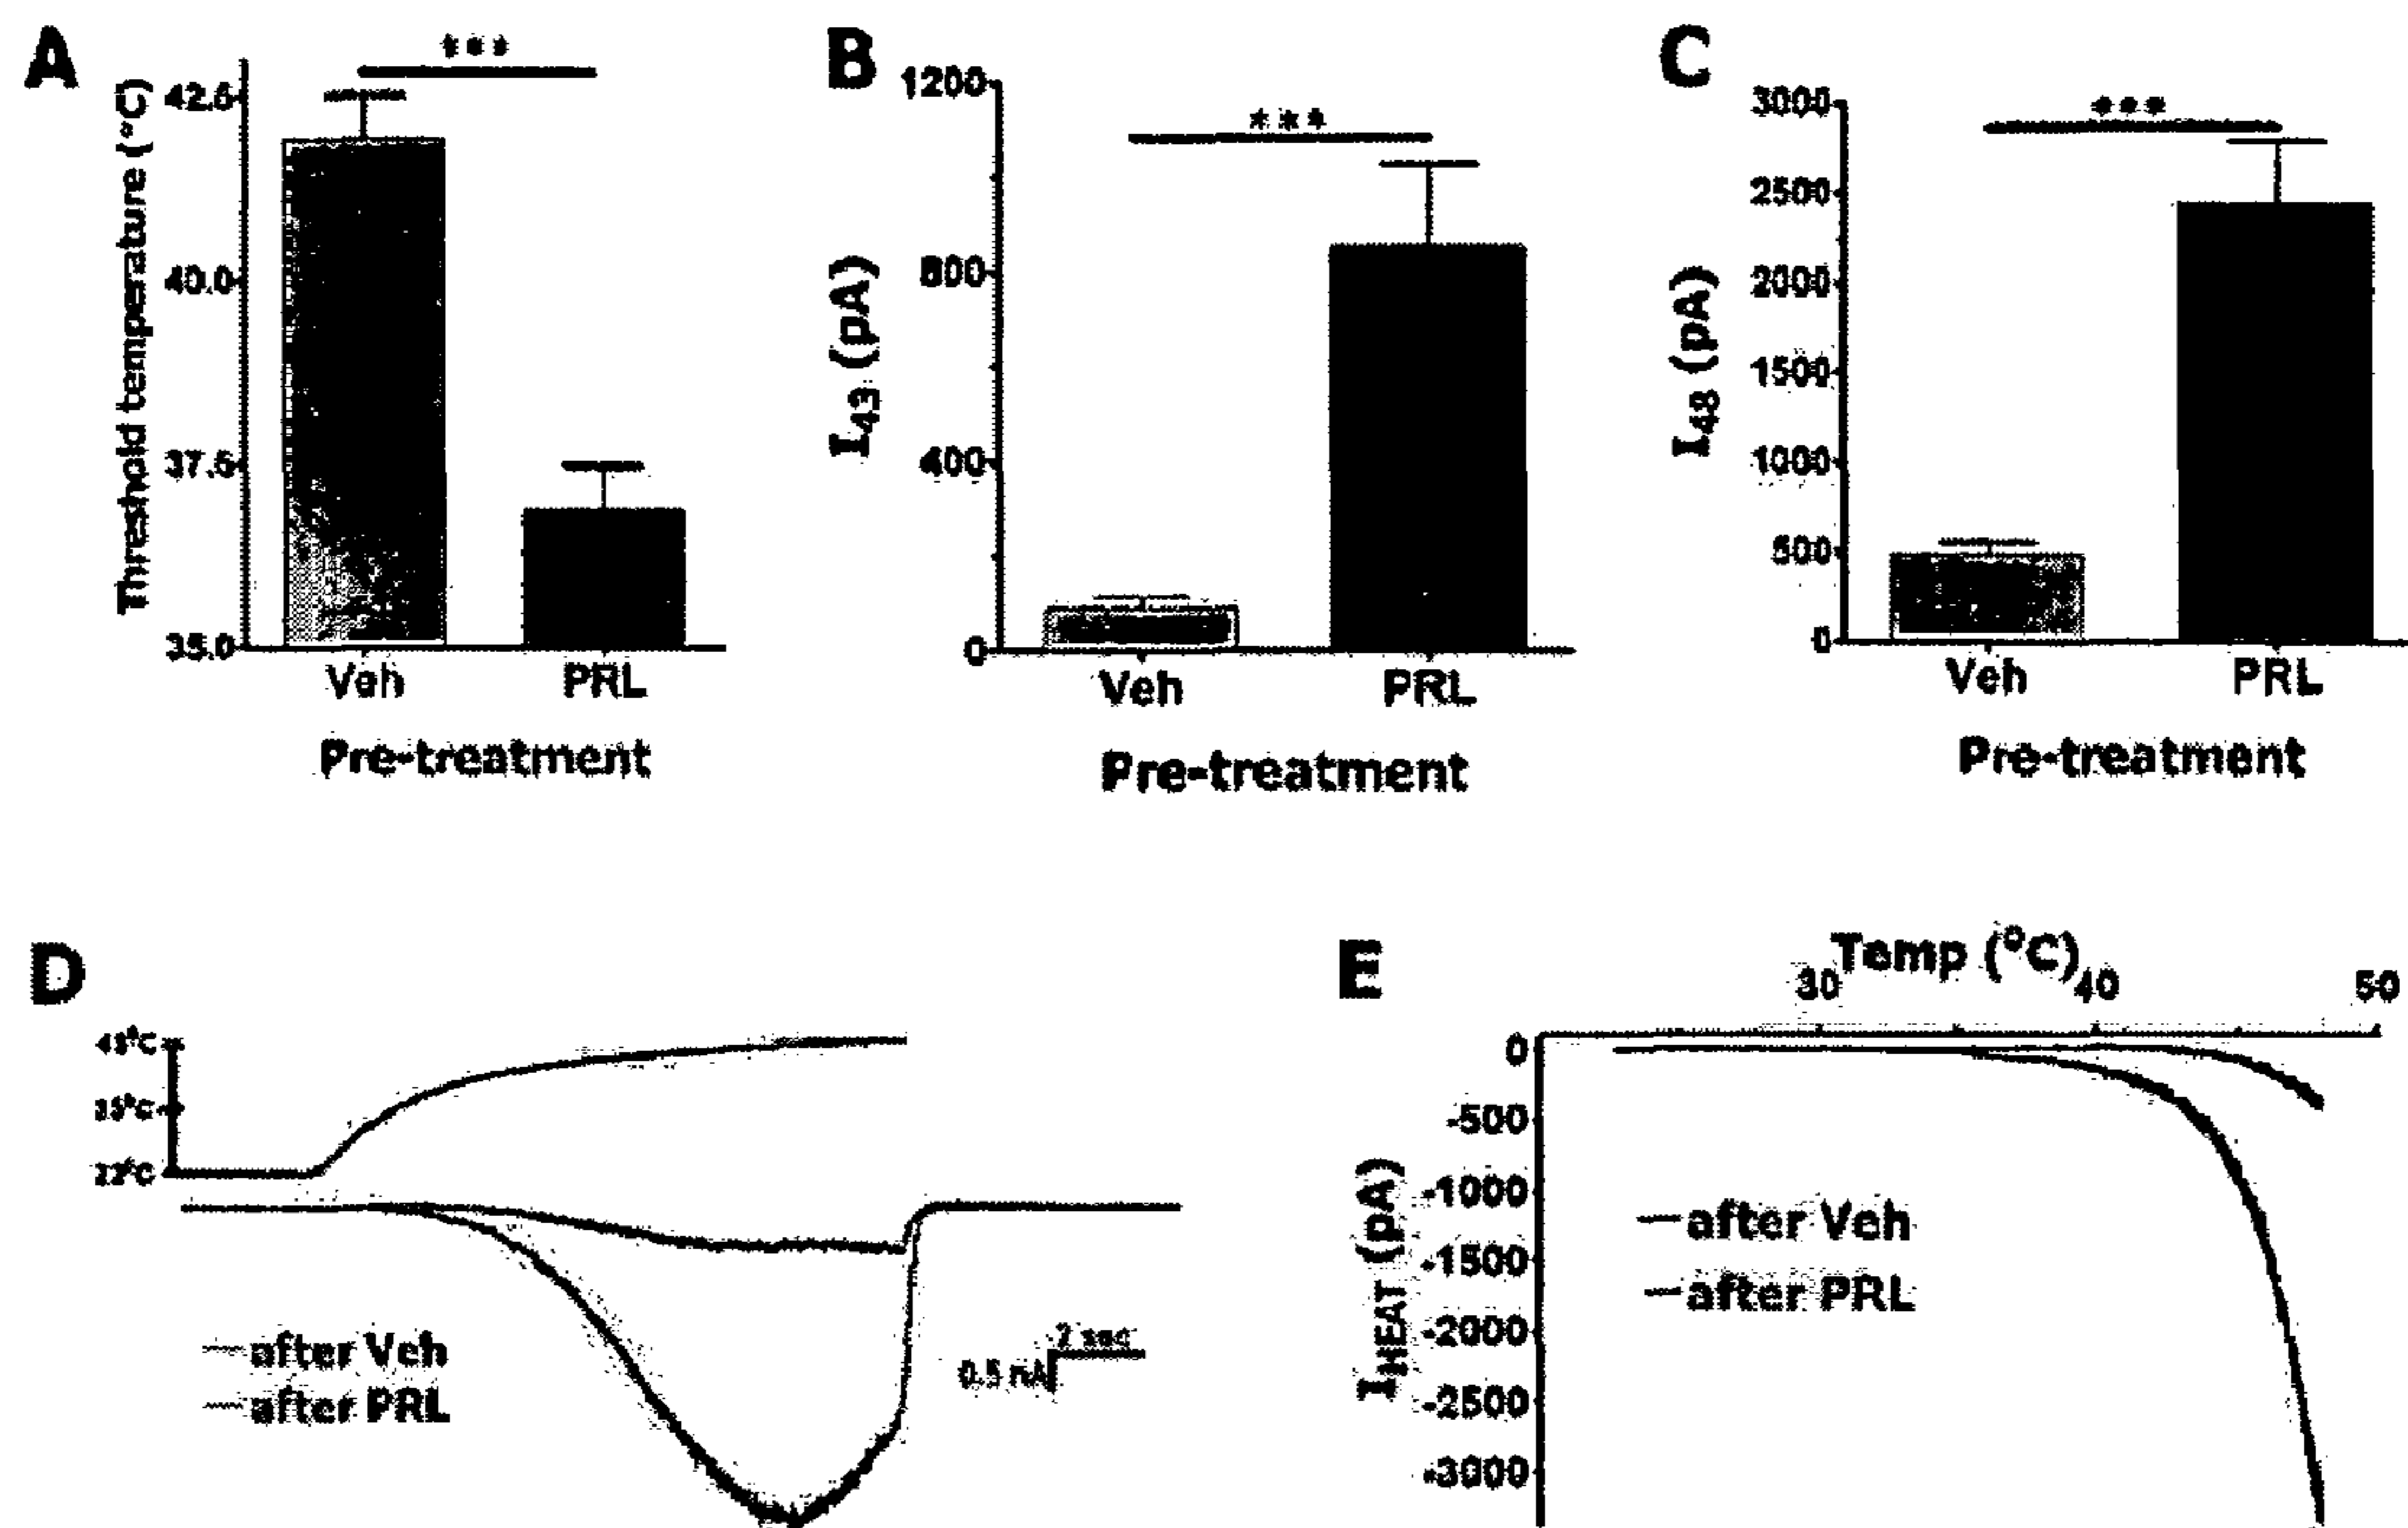 A
***
Threshold temperature (°C)
42.5
40.0
37.5
35.0
Veh
PRL
Pre-treatment
B
***
I43 (pA)
1200
800
400
0
Veh
PRL
Pre-treatment
C
***
I48 (pA)
3000
2500
2000
1500
1000
500
0
Veh
PRL
Pre-treatment
D
35°C
after Veh
after PRL
2 sec
0.5 nA
E
Temp (°C)
30
40
50
IHEAT (pA)
0
-500
-1000
-1500
-2000
-2500
-3000
after Veh
after PRL